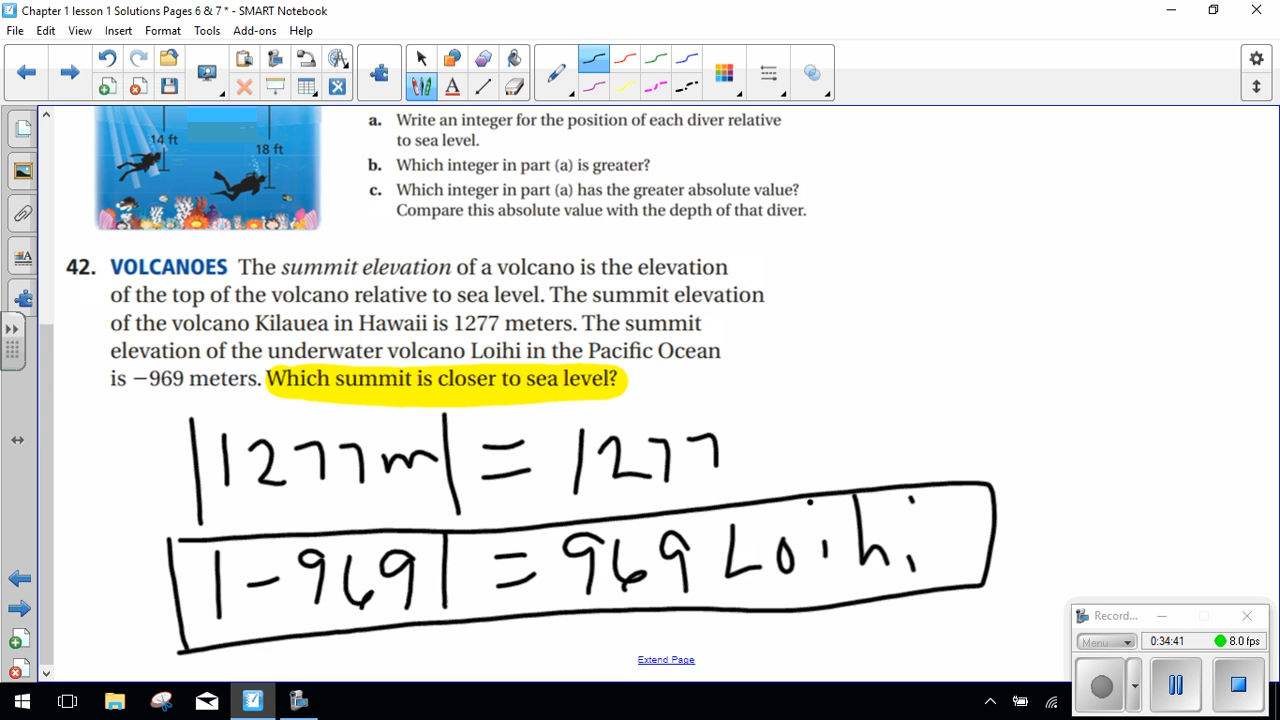 Chapter 1 lesson 1 Solutions Pages 6 & 7 * - SMART Notebook
File Edit View Insert Format Tools Add-ons Help
14 ft
18 ft
a. Write an integer for the position of each diver relative
to sea level.
b. Which integer in part (a) is greater?
c. Which integer in part (a) has the greater absolute value?
Compare this absolute value with the depth of that diver.
42. VOLCANOES The summit elevation of a volcano is the elevation
of the top of the volcano relative to sea level. The summit elevation
of the volcano Kilauea in Hawaii is 1277 meters. The summit
elevation of the underwater volcano Loihi in the Pacific Ocean
is −969 meters. Which summit is closer to sea level?
|1277m| = 1277
|-969| = 969 Loihi
Extend Page
Record...
Menu 0:34:41 8.0 fps